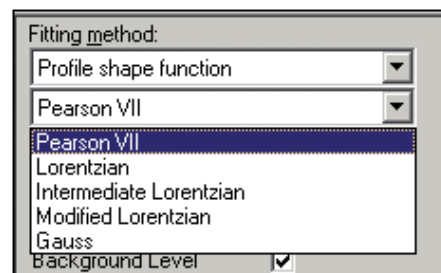 Fitting method:
Profile shape function
Pearson VII
Pearson VII
Lorentzian
Intermediate Lorentzian
Modified Lorentzian
Gauss
Background Level